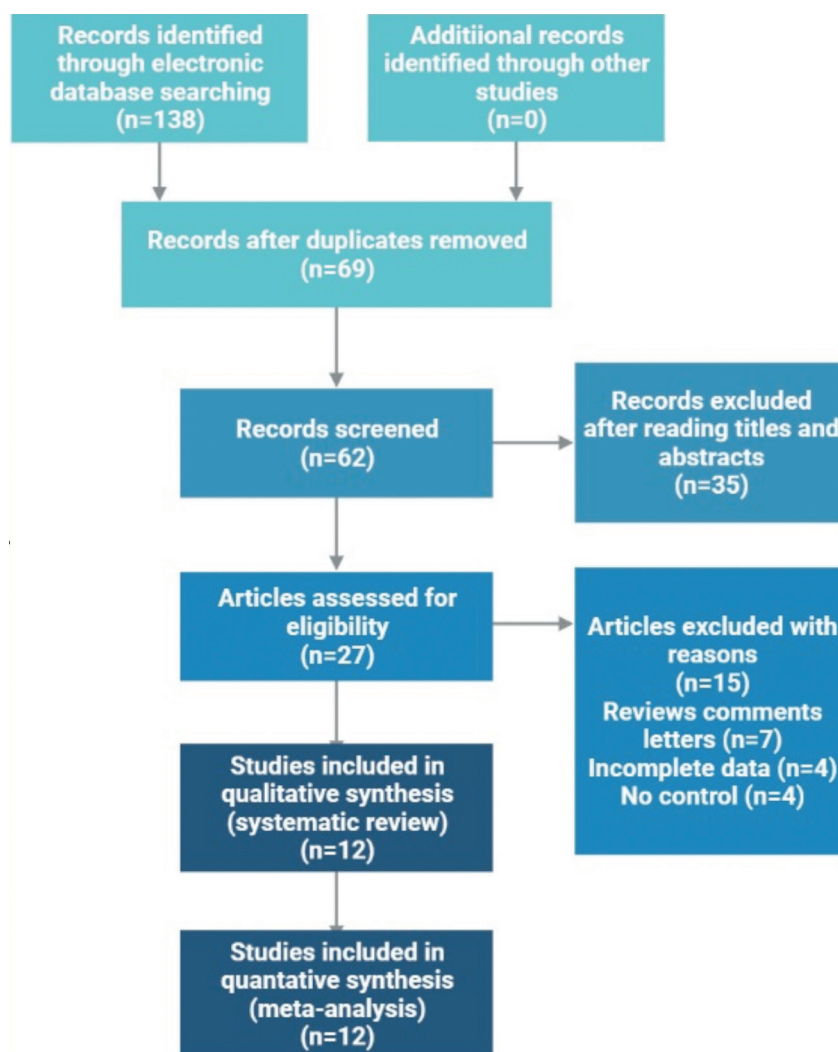 Records identified
through electronic
database searching
(n=138)
Additiional records
identified through other
studies
(n=0)
Records after duplicates removed
(n=69)
Records screened
(n=62)
Records excluded
after reading titles and
abstracts
(n=35)
Articles assessed for
eligibility
(n=27)
Articles excluded with
reasons
(n=15)
Reviews comments
letters (n=7)
Incomplete data (n=4)
No control (n=4)
Studies included in
qualitative synthesis
(systematic review)
(n=12)
Studies included in
quantative synthesis
(meta-analysis)
(n=12)